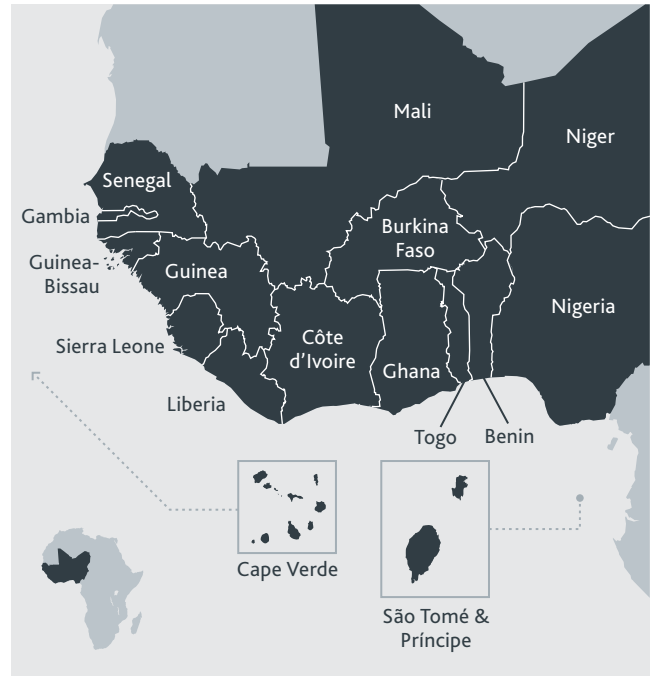 Mali
Niger
Senegal
Gambia
Burkina
Faso
Guinea-
Bissau
Guinea
Nigeria
Côte
d'Ivoire
Sierra Leone
Ghana
Liberia
Togo
Benin
Cape Verde
São Tomé &
Príncipe